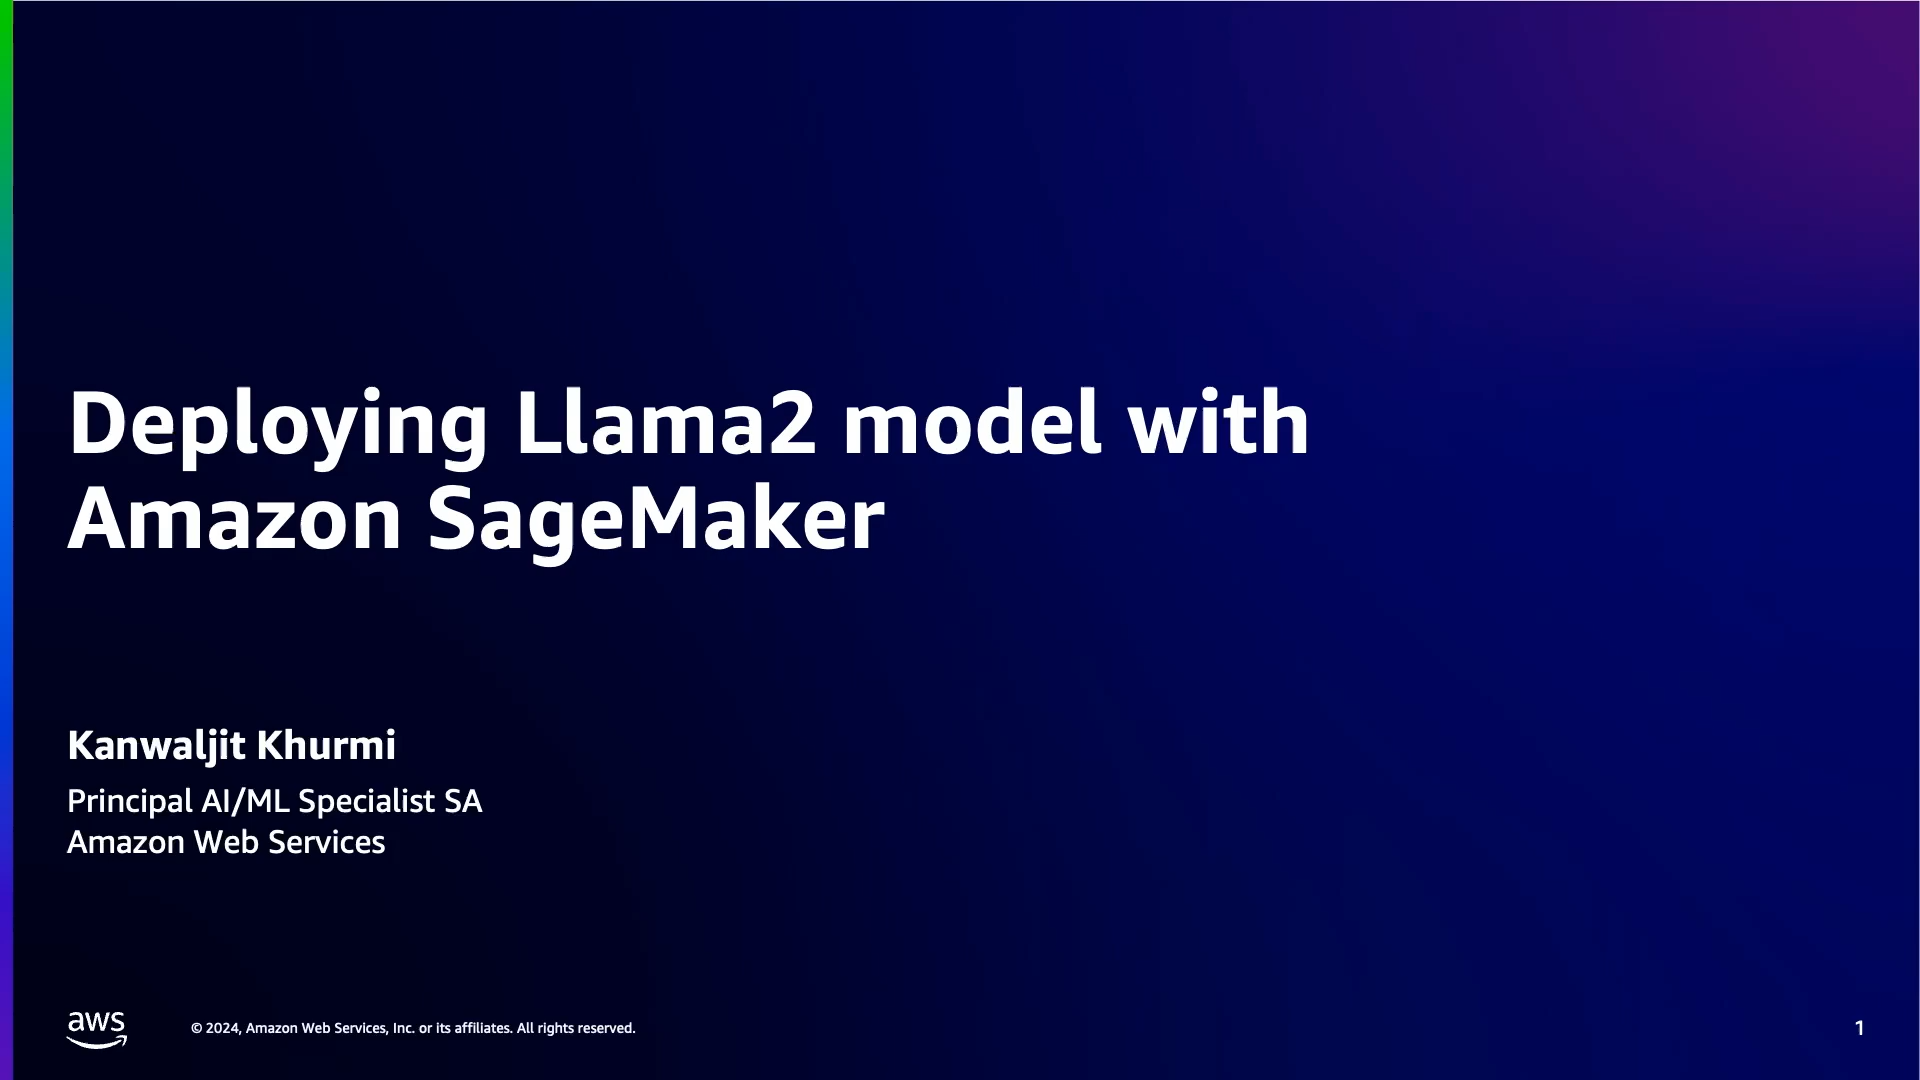 Deploying Llama2 model with
Amazon SageMaker
Kanwaljit Khurmi
Principal AI/ML Specialist SA
Amazon Web Services
aws
© 2024, Amazon Web Services, Inc. or its affiliates. All rights reserved.
1